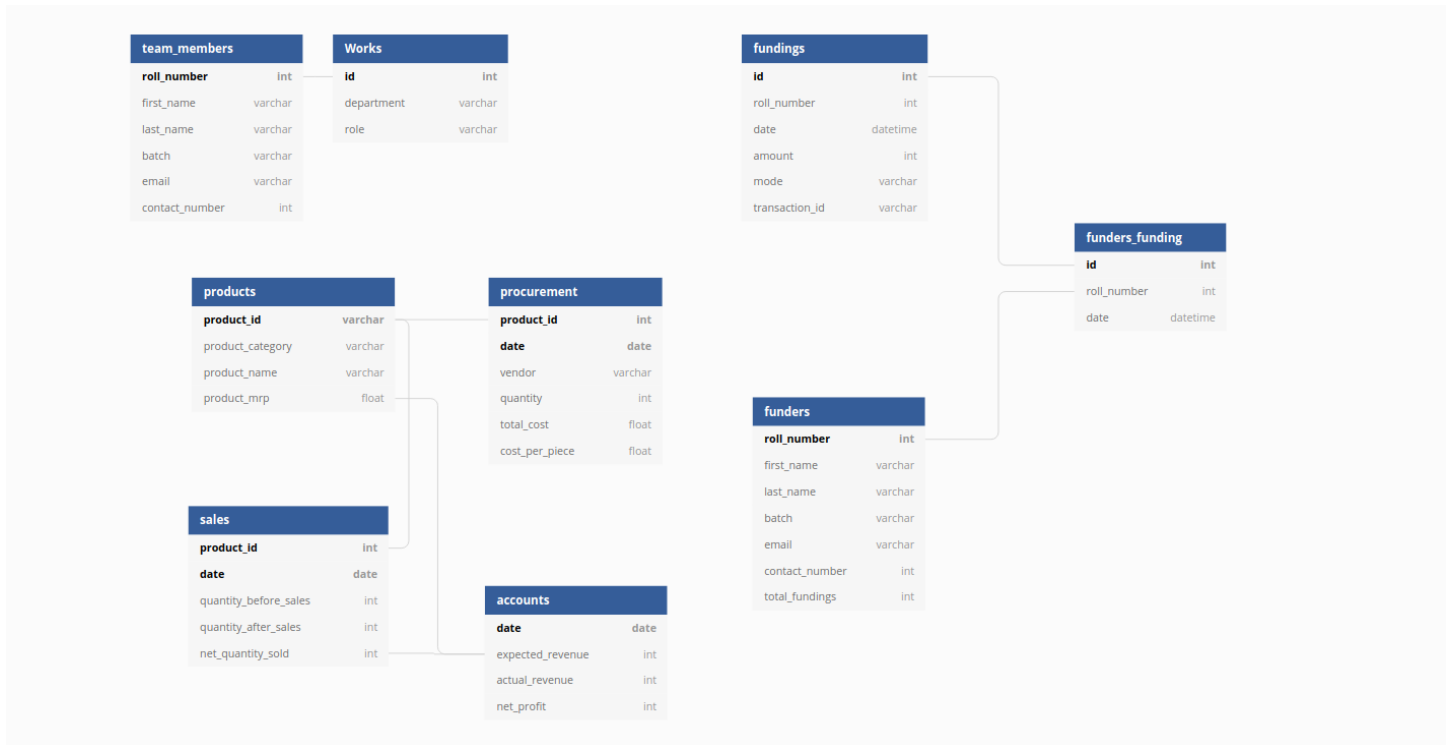 team_members
roll_number int
first_name varchar
last_name varchar
batch varchar
email varchar
contact_number int
Works
id int
department varchar
role varchar
fundings
id int
roll_number int
date datetime
amount int
mode varchar
transaction_id varchar
funders_funding
id int
roll_number int
date datetime
products
product_id varchar
product_category varchar
product_name varchar
product_mrp float
procurement
product_id int
date date
vendor varchar
quantity int
total_cost float
cost_per_piece float
funders
roll_number int
first_name varchar
last_name varchar
batch varchar
email varchar
contact_number int
total_fundings int
sales
product_id int
date date
quantity_before_sales int
quantity_after_sales int
net_quantity_sold int
accounts
date date
expected_revenue int
actual_revenue int
net_profit int